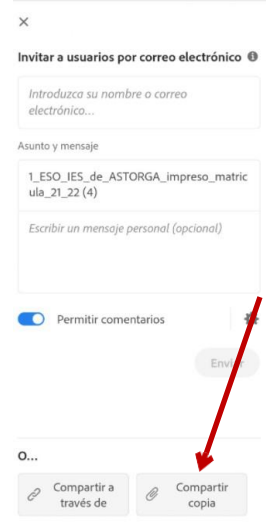 Invitar a usuarios por correo electrónico
Introduzca su nombre o correo
electrónico...
Asunto y mensaje
1_ESO_IES_de_ASTORGA_impreso_matric
ula_21_22 (4)
Escribir un mensaje personal (opcional)
Permitir comentarios
Enviar
O...
Compartir a
través de
Compartir
copia